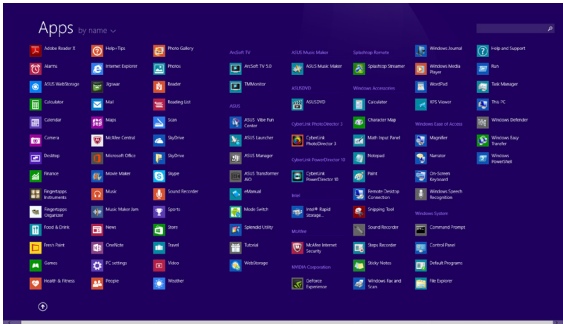 Apps by name
Adobe Reader X
Alarms
ASUS WebStorage
Calculator
Calendar
Camera
Desktop
Finance
Fingertapps
Instruments
Fingertapps
Organizer
Food & Drink
Fresh Paint
Games
Health & Fitness
Help+Tips
Internet Explorer
Jigsaw
Mail
Maps
McAfee Central
Microsoft Office
Movie Maker
Music
Music Maker Jam
News
OneNote
PC settings
People
Photo Gallery
Photos
Reader
Reading List
Scan
SkyDrive
SkyDrive
Skype
Sound Recorder
Sports
Store
Travel
Video
Weather
ArcSoft TV
ArcSoft TV 5.0
TMMonitor
ASUS
ASUS Vibe Fun
Center
ASUS Launcher
ASUS Manager
ASUS Transformer
AIO
eManual
Mode Switch
Splendid Utility
Tutorial
WebStorage
ASUS Music Maker
ASUS Music Maker
ASUSDVD
ASUSDVD
CyberLink PhotoDirector 3
CyberLink
PhotoDirector 3
CyberLink PowerDirector 10
CyberLink
PowerDirector 10
Intel
Intel® Rapid
Storage...
McAfee
McAfee Internet
Security
NVIDIA Corporation
GeForce
Experience
Splashtop Remote
Splashtop Streamer
Windows Accessories
Calculator
Character Map
Math Input Panel
Notepad
Paint
Remote Desktop
Connection
Snipping Tool
Sound Recorder
Steps Recorder
Sticky Notes
Windows Fax and
Scan
Windows Journal
Windows Media
Player
WordPad
XPS Viewer
Windows Ease of Access
Magnifier
Narrator
On-Screen
Keyboard
Windows Speech
Recognition
Windows System
Command Prompt
Control Panel
Default Programs
File Explorer
Help and Support
Run
Task Manager
This PC
Windows Defender
Windows Easy
Transfer
Windows
PowerShell